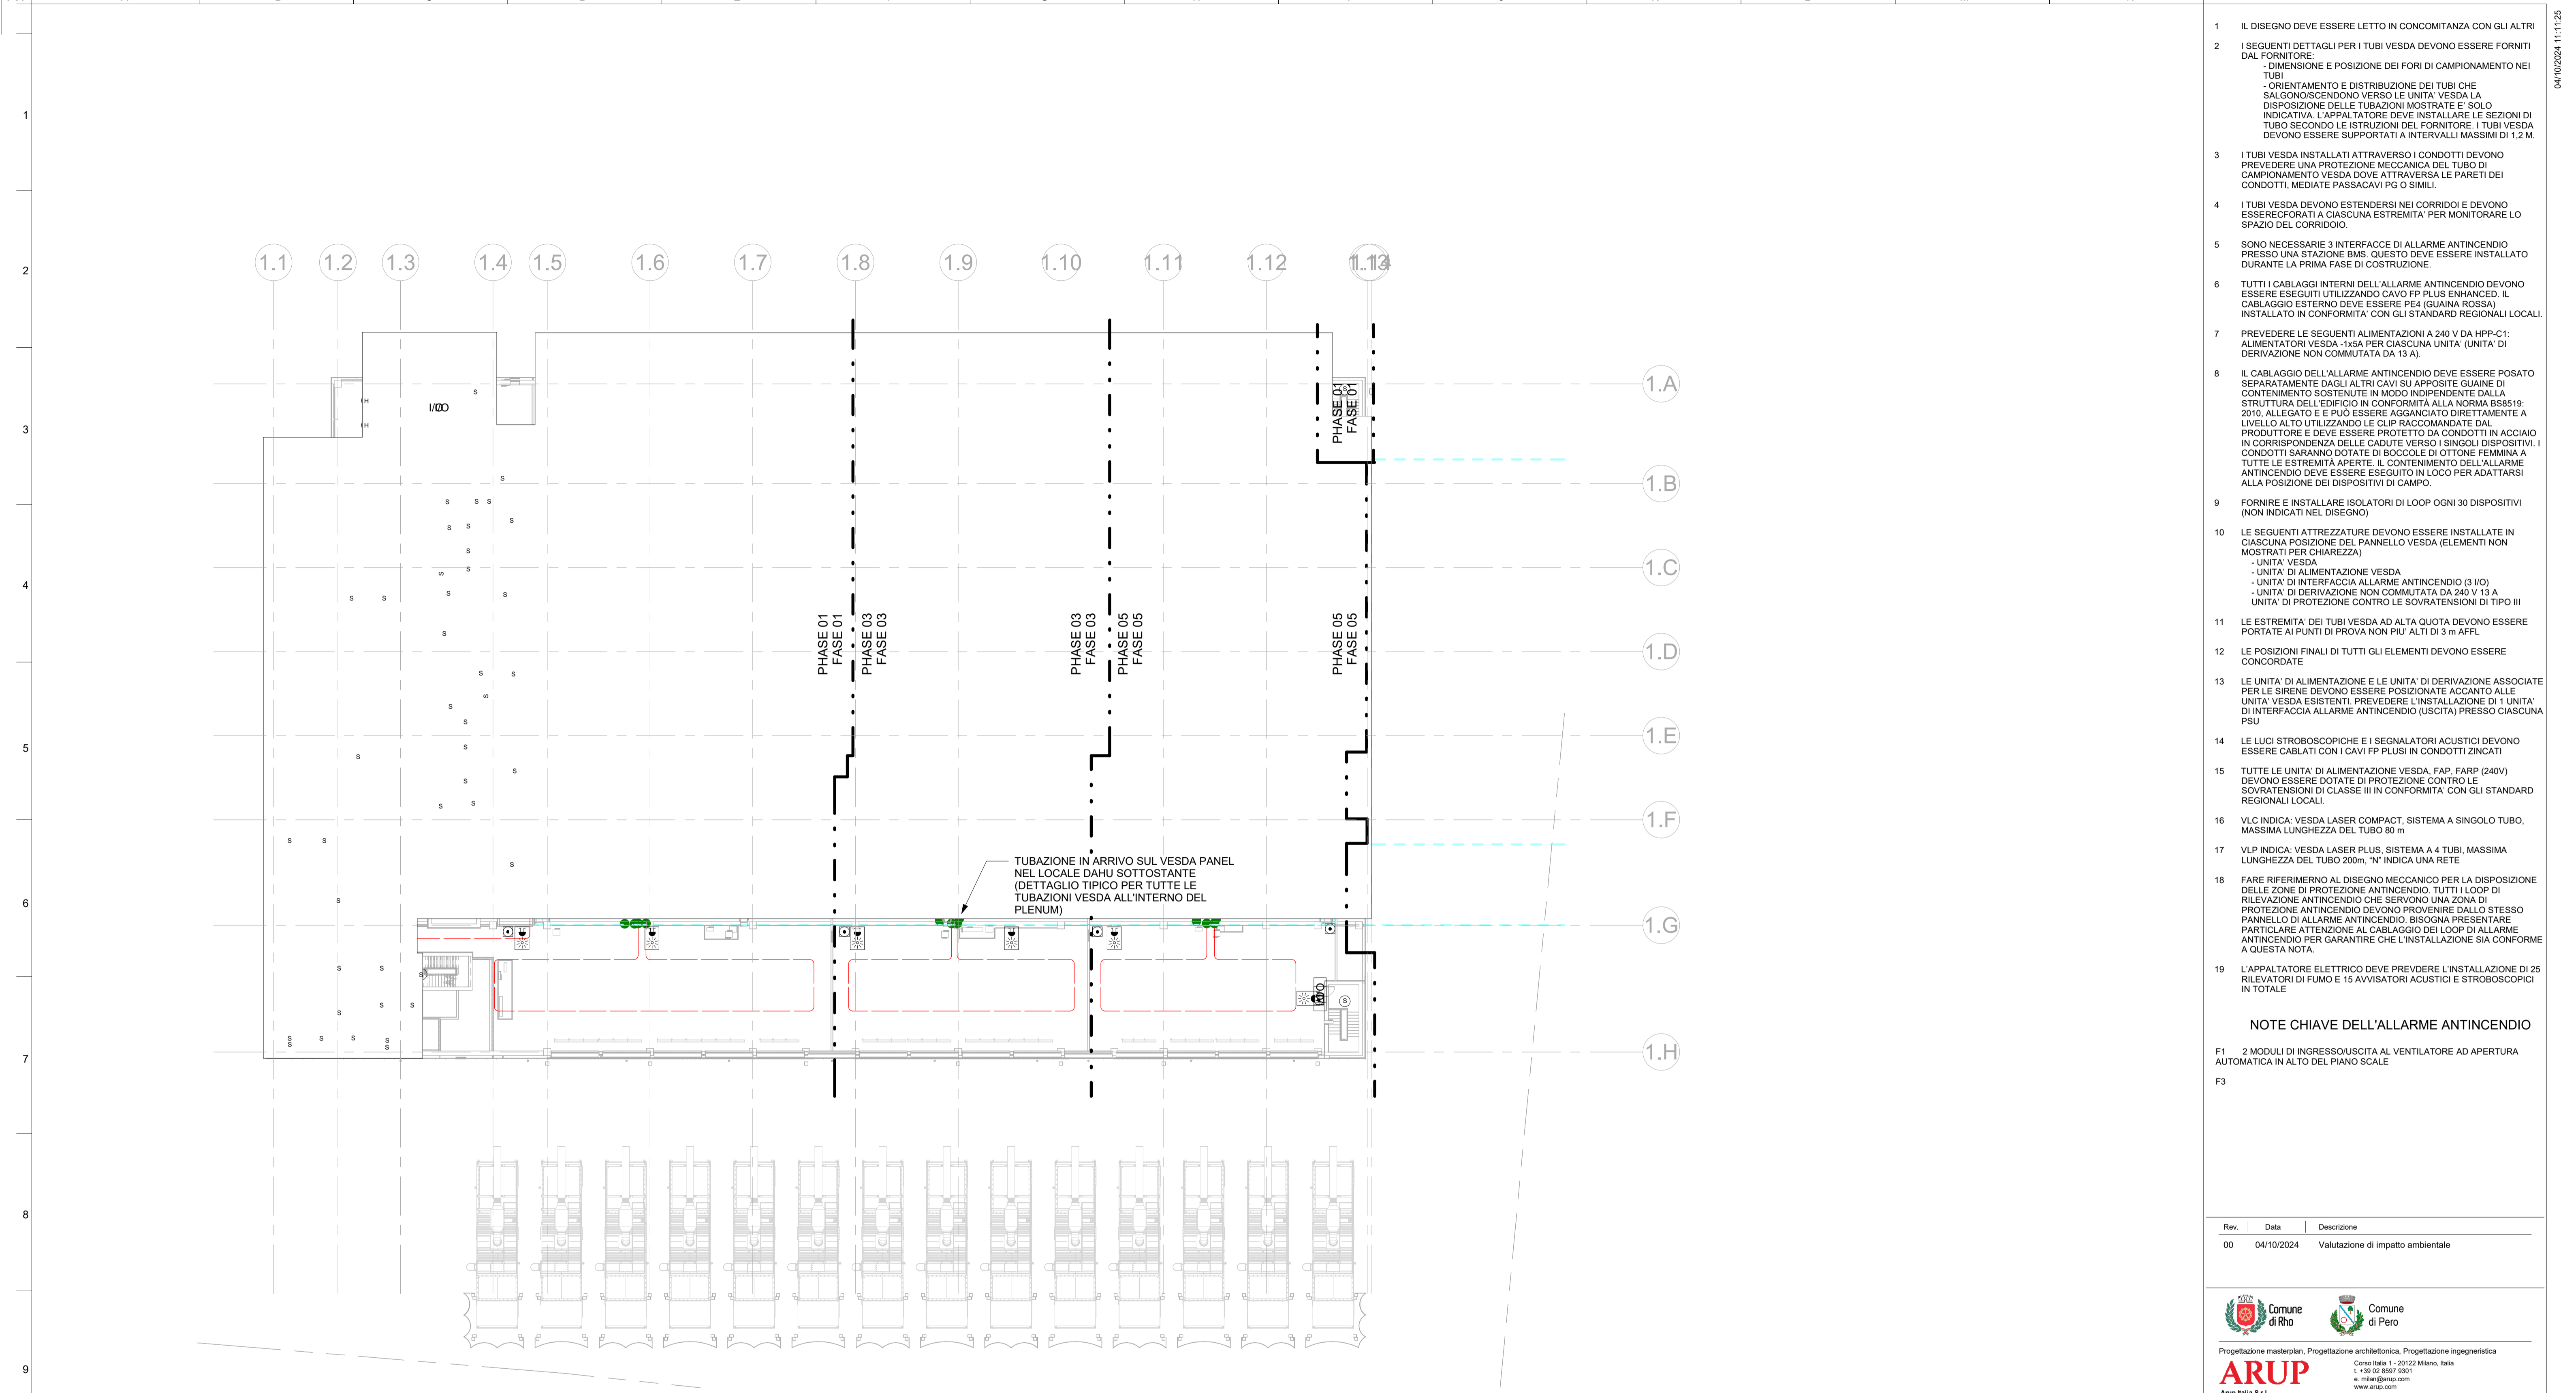 1.1 1.2 1.3 1.4 1.5 1.6 1.7 1.8 1.9 1.10 1.11 1.12
1.A
1.B
1.C
1.D
1.E
1.F
1.G
1.H
1
2
3
4
5
6
7
8
9
PHASE 01
FASE 01
PHASE 01
FASE 01
PHASE 03
FASE 03
PHASE 03
FASE 03
PHASE 05
FASE 05
PHASE 05
FASE 05
TUBAZIONE IN ARRIVO SUL VESDA PANEL
NEL LOCALE DAHU SOTTOSTANTE
(DETTAGLIO TIPICO PER TUTTE LE
TUBAZIONI VESDA ALL'INTERNO DEL
PLENUM)
04/10/2024 11:11:25
1 IL DISEGNO DEVE ESSERE LETTO IN CONCOMITANZA CON GLI ALTRI
2 I SEGUENTI DETTAGLI PER I TUBI VESDA DEVONO ESSERE FORNITI
DAL FORNITORE:
- DIMENSIONE E POSIZIONE DEI FORI DI CAMPIONAMENTO NEI
TUBI
- ORIENTAMENTO E DISTRIBUZIONE DEI TUBI CHE
SALGONO/SCENDONO VERSO LE UNITA' VESDA LA
DISPOSIZIONE DELLE TUBAZIONI MOSTRATE E' SOLO
INDICATIVA. L'APPALTATORE DEVE INSTALLARE LE SEZIONI DI
TUBO SECONDO LE ISTRUZIONI DEL FORNITORE. I TUBI VESDA
DEVONO ESSERE SUPPORTATI A INTERVALLI MASSIMI DI 1,2 M.
3 I TUBI VESDA INSTALLATI ATTRAVERSO I CONDOTTI DEVONO
PREVEDERE UNA PROTEZIONE MECCANICA DEL TUBO DI
CAMPIONAMENTO VESDA DOVE ATTRAVERSA LE PARETI DEI
CONDOTTI, MEDIATE PASSACAVI PG O SIMILI.
4 I TUBI VESDA DEVONO ESTENDERSI NEI CORRIDOI E DEVONO
ESSERECFORATI A CIASCUNA ESTREMITA' PER MONITORARE LO
SPAZIO DEL CORRIDOIO.
5 SONO NECESSARIE 3 INTERFACCE DI ALLARME ANTINCENDIO
PRESSO UNA STAZIONE BMS. QUESTO DEVE ESSERE INSTALLATO
DURANTE LA PRIMA FASE DI COSTRUZIONE.
6 TUTTI I CABLAGGI INTERNI DELL'ALLARME ANTINCENDIO DEVONO
ESSERE ESEGUITI UTILIZZANDO CAVO FP PLUS ENHANCED. IL
CABLAGGIO ESTERNO DEVE ESSERE PE4 (GUAINA ROSSA)
INSTALLATO IN CONFORMITA' CON GLI STANDARD REGIONALI LOCALI.
7 PREVEDERE LE SEGUENTI ALIMENTAZIONI A 240 V DA HPP-C1:
ALIMENTATORI VESDA -1x5A PER CIASCUNA UNITA' (UNITA' DI
DERIVAZIONE NON COMMUTATA DA 13 A).
8 IL CABLAGGIO DELL'ALLARME ANTINCENDIO DEVE ESSERE POSATO
SEPARATAMENTE DAGLI ALTRI CAVI SU APPOSITE GUAINE DI
CONTENIMENTO SOSTENUTE IN MODO INDIPENDENTE DALLA
STRUTTURA DELL'EDIFICIO IN CONFORMITÀ ALLA NORMA BS8519:
2010, ALLEGATO E E PUÒ ESSERE AGGANCIATO DIRETTAMENTE A
LIVELLO ALTO UTILIZZANDO LE CLIP RACCOMANDATE DAL
PRODUTTORE E DEVE ESSERE PROTETTO DA CONDOTTI IN ACCIAIO
IN CORRISPONDENZA DELLE CADUTE VERSO I SINGOLI DISPOSITIVI. I
CONDOTTI SARANNO DOTATE DI BOCCOLE DI OTTONE FEMMINA A
TUTTE LE ESTREMITÀ APERTE. IL CONTENIMENTO DELL'ALLARME
ANTINCENDIO DEVE ESSERE ESEGUITO IN LOCO PER ADATTARSI
ALLA POSIZIONE DEI DISPOSITIVI DI CAMPO.
9 FORNIRE E INSTALLARE ISOLATORI DI LOOP OGNI 30 DISPOSITIVI
(NON INDICATI NEL DISEGNO)
10 LE SEGUENTI ATTREZZATURE DEVONO ESSERE INSTALLATE IN
CIASCUNA POSIZIONE DEL PANNELLO VESDA (ELEMENTI NON
MOSTRATI PER CHIAREZZA)
- UNITA' VESDA
- UNITA' DI ALIMENTAZIONE VESDA
- UNITA' DI INTERFACCIA ALLARME ANTINCENDIO (3 I/O)
- UNITA' DI DERIVAZIONE NON COMMUTATA DA 240 V 13 A
UNITA' DI PROTEZIONE CONTRO LE SOVRATENSIONI DI TIPO III
11 LE ESTREMITA' DEI TUBI VESDA AD ALTA QUOTA DEVONO ESSERE
PORTATE AI PUNTI DI PROVA NON PIU' ALTI DI 3 m AFFL
12 LE POSIZIONI FINALI DI TUTTI GLI ELEMENTI DEVONO ESSERE
CONCORDATE
13 LE UNITA' DI ALIMENTAZIONE E LE UNITA' DI DERIVAZIONE ASSOCIATE
PER LE SIRENE DEVONO ESSERE POSIZIONATE ACCANTO ALLE
UNITA' VESDA ESISTENTI. PREVEDERE L'INSTALLAZIONE DI 1 UNITA'
DI INTERFACCIA ALLARME ANTINCENDIO (USCITA) PRESSO CIASCUNA
PSU
14 LE LUCI STROBOSCOPICHE E I SEGNALATORI ACUSTICI DEVONO
ESSERE CABLATI CON I CAVI FP PLUSI IN CONDOTTI ZINCATI
15 TUTTE LE UNITA' DI ALIMENTAZIONE VESDA, FAP, FARP (240V)
DEVONO ESSERE DOTATE DI PROTEZIONE CONTRO LE
SOVRATENSIONI DI CLASSE III IN CONFORMITA' CON GLI STANDARD
REGIONALI LOCALI.
16 VLC INDICA: VESDA LASER COMPACT, SISTEMA A SINGOLO TUBO,
MASSIMA LUNGHEZZA DEL TUBO 80 m
17 VLP INDICA: VESDA LASER PLUS, SISTEMA A 4 TUBI, MASSIMA
LUNGHEZZA DEL TUBO 200m, "N" INDICA UNA RETE
18 FARE RIFERIMERNO AL DISEGNO MECCANICO PER LA DISPOSIZIONE
DELLE ZONE DI PROTEZIONE ANTINCENDIO. TUTTI I LOOP DI
RILEVAZIONE ANTINCENDIO CHE SERVONO UNA ZONA DI
PROTEZIONE ANTINCENDIO DEVONO PROVENIRE DALLO STESSO
PANNELLO DI ALLARME ANTINCENDIO. BISOGNA PRESENTARE
PARTICLARE ATTENZIONE AL CABLAGGIO DEI LOOP DI ALLARME
ANTINCENDIO PER GARANTIRE CHE L'INSTALLAZIONE SIA CONFORME
A QUESTA NOTA.
19 L'APPALTATORE ELETTRICO DEVE PREVDERE L'INSTALLAZIONE DI 25
RILEVATORI DI FUMO E 15 AVVISATORI ACUSTICI E STROBOSCOPICI
IN TOTALE
NOTE CHIAVE DELL'ALLARME ANTINCENDIO
F1 2 MODULI DI INGRESSO/USCITA AL VENTILATORE AD APERTURA
AUTOMATICA IN ALTO DEL PIANO SCALE
F3
Rev. Data Descrizione
00 04/10/2024 Valutazione di impatto ambientale
Comune
di Rho
Comune
di Pero
Progettazione masterplan, Progettazione architettonica, Progettazione ingegneristica
ARUP
Corso Italia 1 - 20122 Milano, Italia
t. +39 02 8597 9301
e. milan@arup.com
www.arup.com